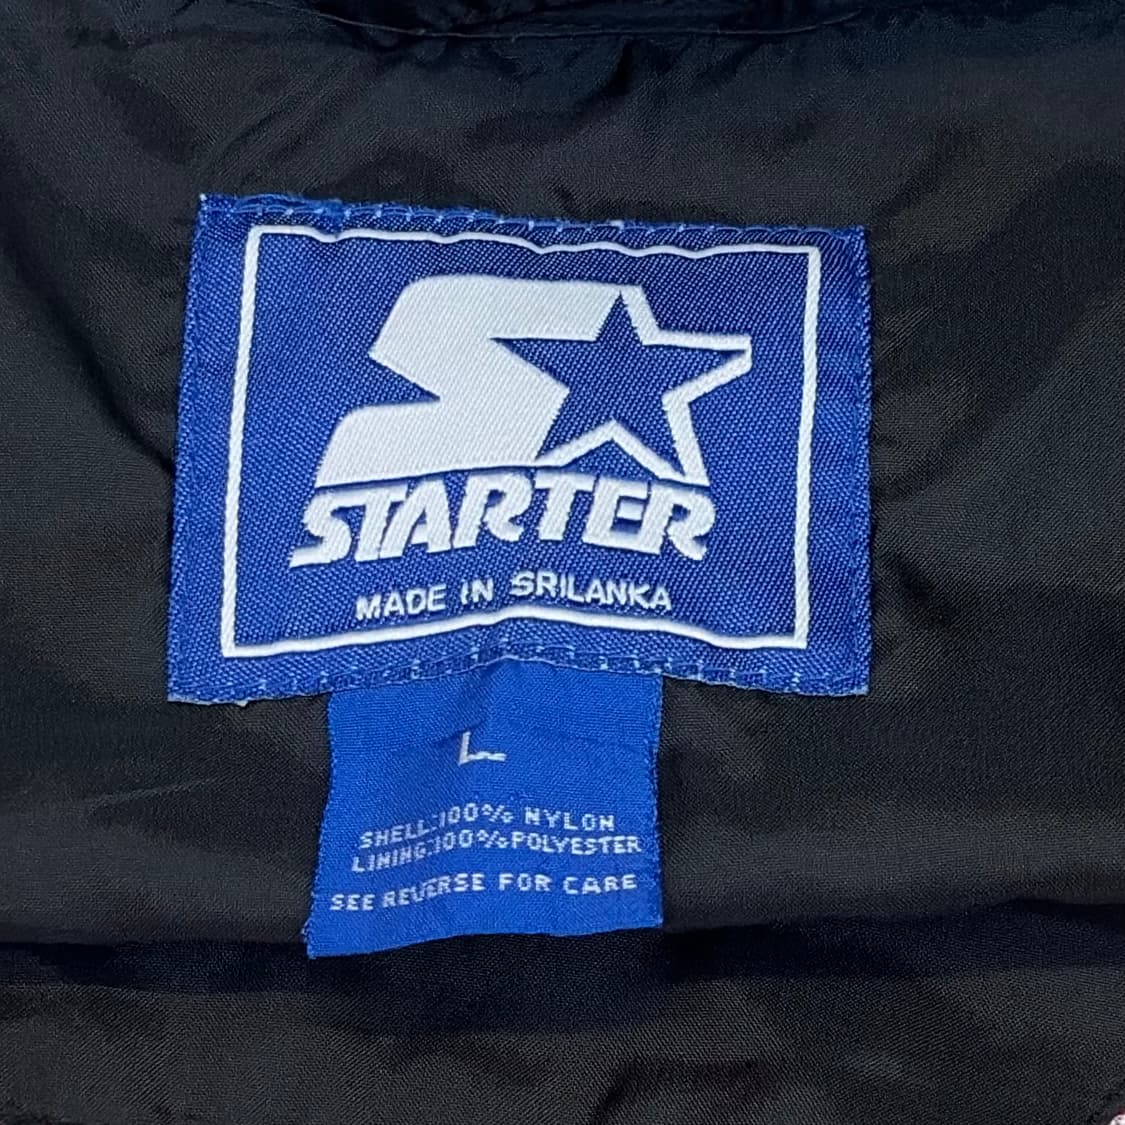 STARTER
MADE IN SRILANKA
L
SHELL:100% NYLON
LINING:100%POLYESTER
SEE REVERSE FOR CARE